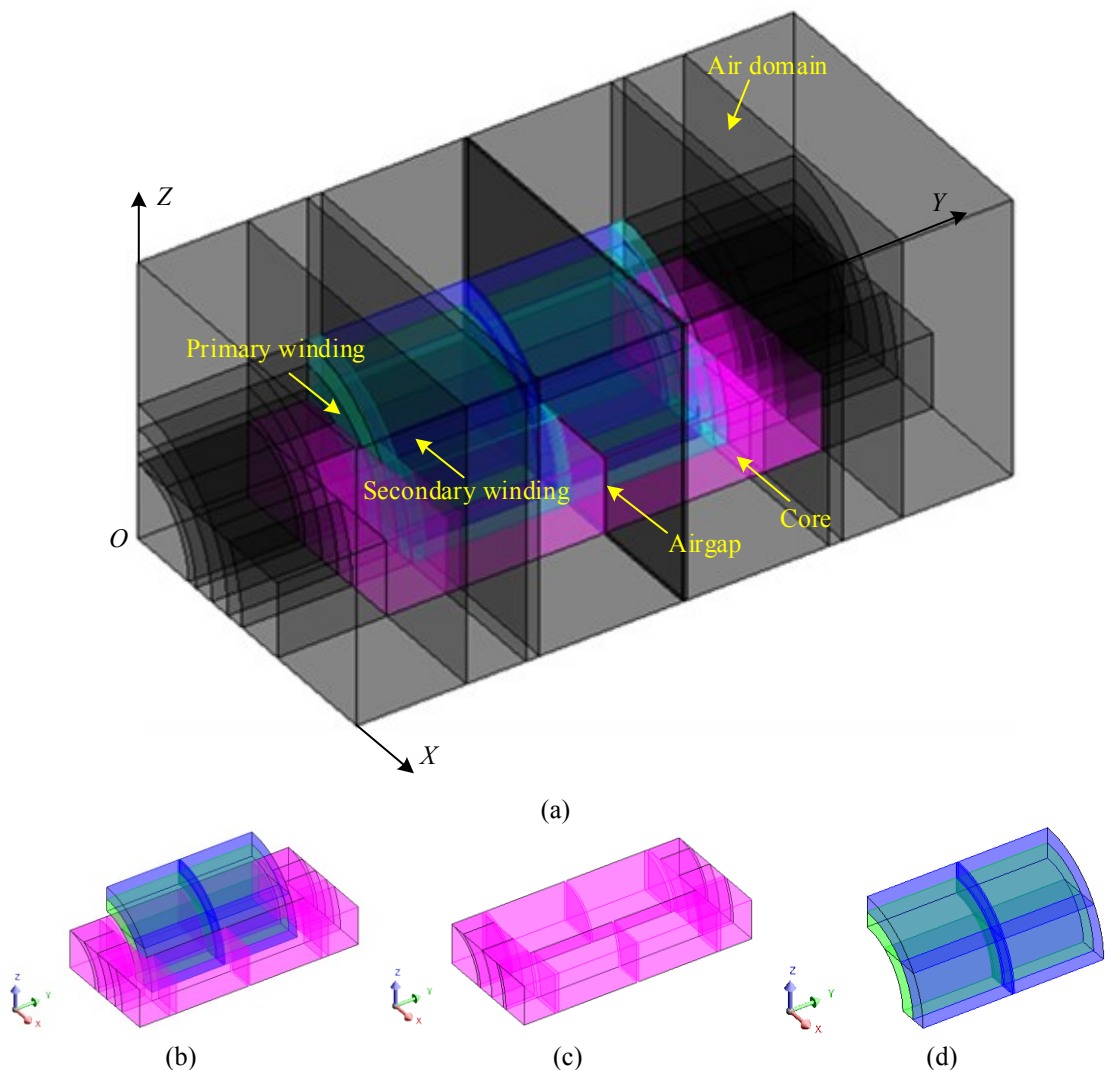 Air domain
Z
Y
Primary winding
Secondary winding
Core
O
Airgap
X
(a)
Z
Y
X
Z
Y
X
Z
Y
X
(b)
(c)
(d)